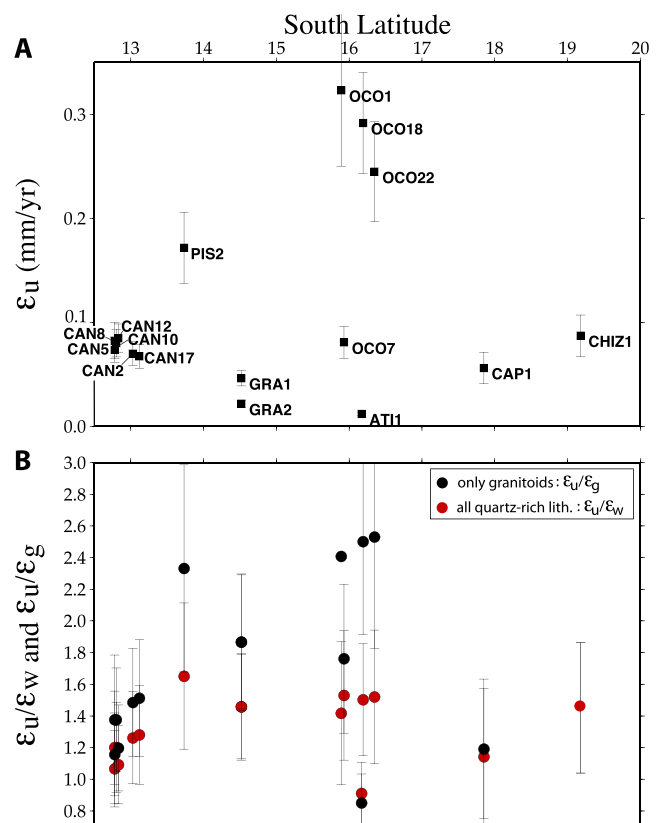 South Latitude
A
13 14 15 16 17 18 19 20
εu (mm/yr)
0.3
0.2
0.1
0.0
OCO1
OCO18
OCO22
PIS2
CAN12
CAN8
CAN10
CAN5
CAN17
CAN2
OCO7
CHIZ1
GRA1
CAP1
GRA2
ATI1
B
εu/εw and εu/εg
3.0
2.8
2.6
2.4
2.2
2.0
1.8
1.6
1.4
1.2
1.0
0.8
only granitoids: εu/εg
all quartz-rich lith.: εu/εw